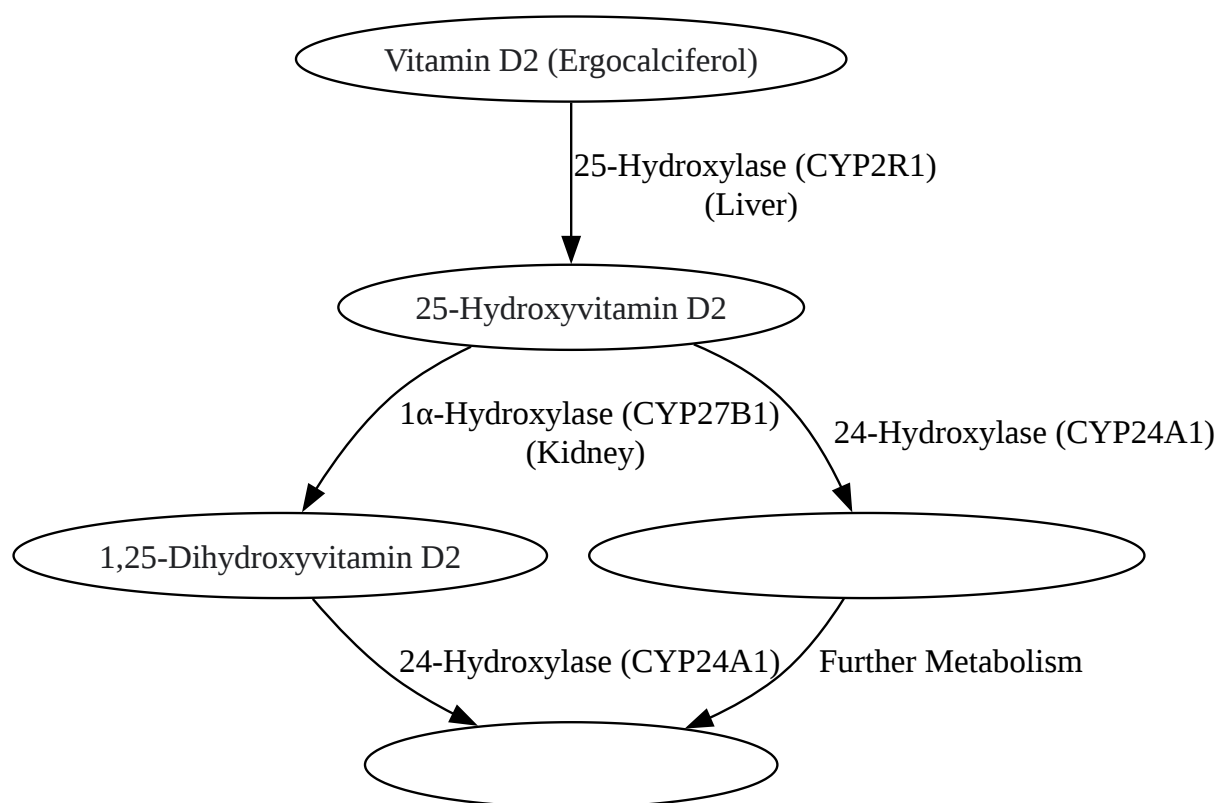 Vitamin D2 (Ergocalciferol)
25-Hydroxylase (CYP2R1)
(Liver)
25-Hydroxyvitamin D2
1α-Hydroxylase (CYP27B1)
(Kidney)
24-Hydroxylase (CYP24A1)
1,25-Dihydroxyvitamin D2
24-Hydroxylase (CYP24A1)
Further Metabolism